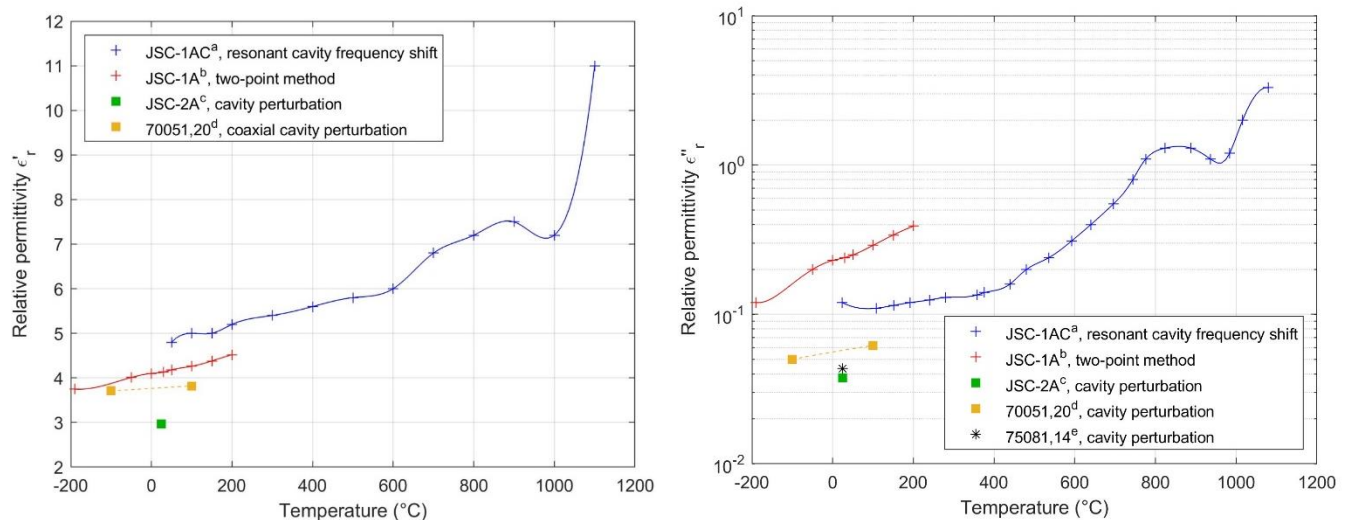 12
11
10
9
8
7
6
5
4
3
2
Relative permittivity ϵ'r
JSC-1ACᵃ, resonant cavity frequency shift
JSC-1Aᵇ, two-point method
JSC-2Aᶜ, cavity perturbation
70051,20ᵈ, coaxial cavity perturbation
-200 0 200 400 600 800 1000 1200
Temperature (°C)
10¹
10⁰
10⁻¹
10⁻²
Relative permittivity ϵ''r
JSC-1ACᵃ, resonant cavity frequency shift
JSC-1Aᵇ, two-point method
JSC-2Aᶜ, cavity perturbation
70051,20ᵈ, cavity perturbation
75081,14ᵉ, cavity perturbation
-200 0 200 400 600 800 1000 1200
Temperature (°C)